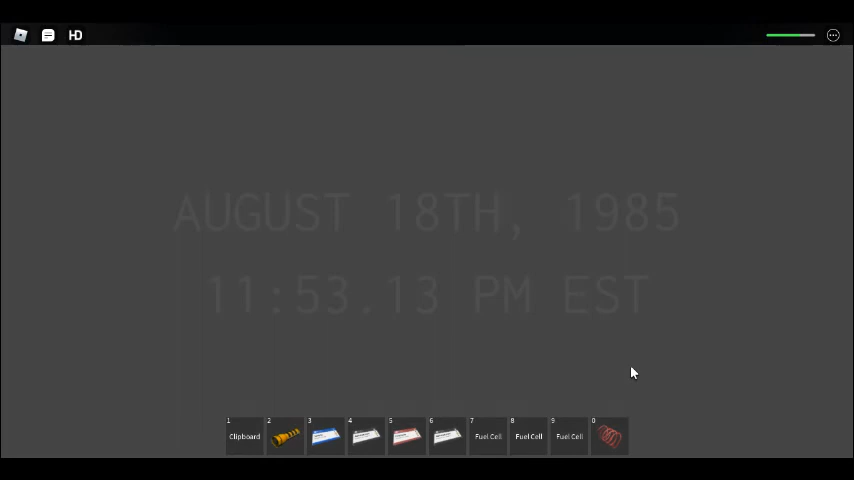 HD
AUGUST 18TH, 1985
11:53.13 PM EST
1 2 3 4 5 6 7 8 9 0
Clipboard Fuel Cell Fuel Cell Fuel Cell